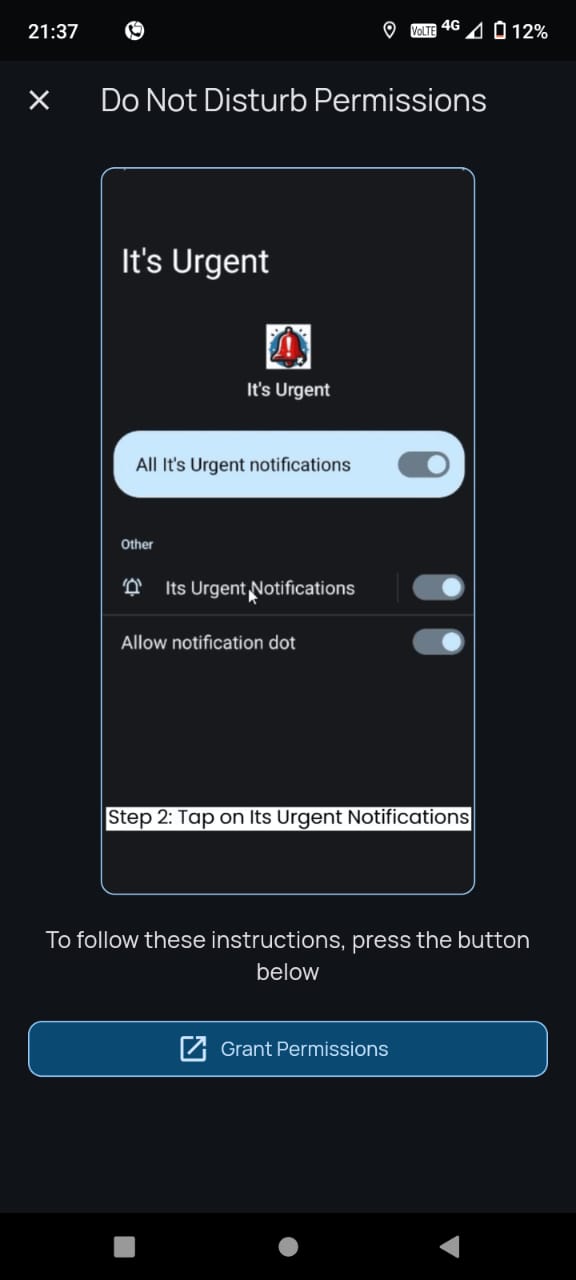 21:37
VoLTE 4G 12%
Do Not Disturb Permissions
It's Urgent
It's Urgent
All It's Urgent notifications
Other
Its Urgent Notifications
Allow notification dot
Step 2: Tap on Its Urgent Notifications
To follow these instructions, press the button
below
Grant Permissions